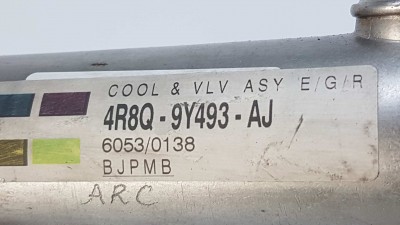 COOL & VLV ASY E/G/R
4R8Q - 9Y493 - AJ
6053/0138
BJPMB
ARC